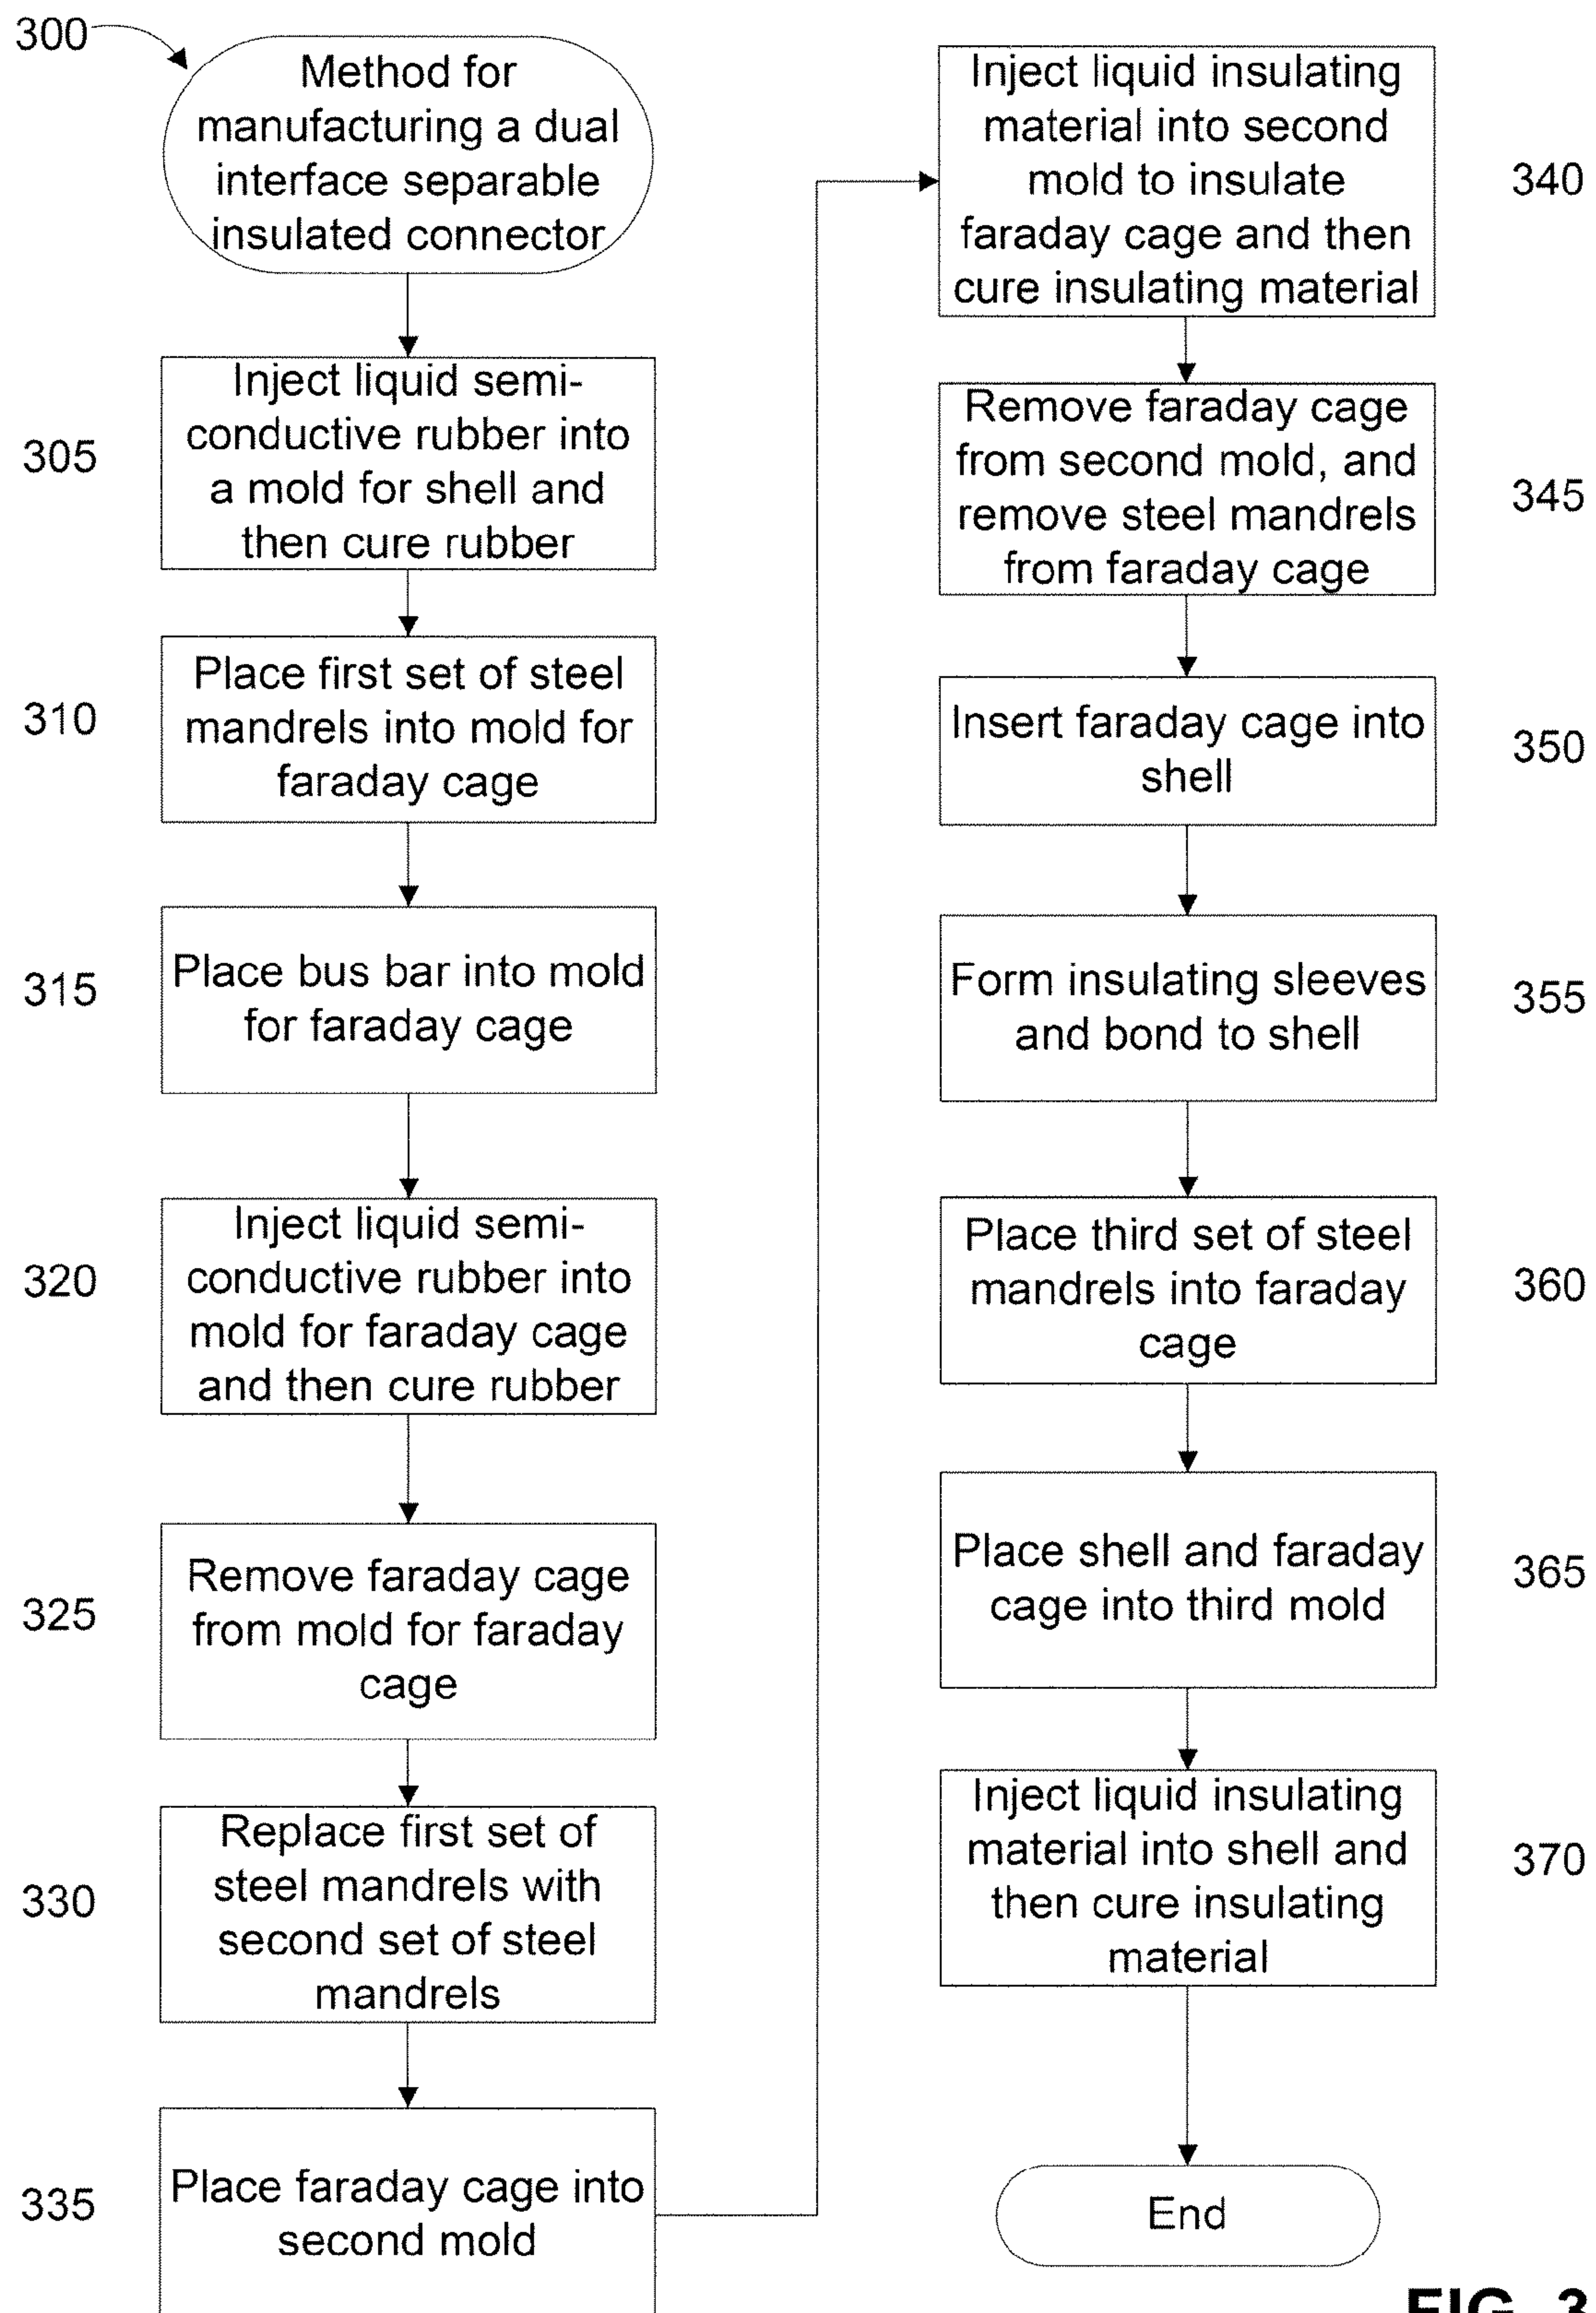 300
Method for
manufacturing a dual
interface separable
insulated connector
305
Inject liquid semi-
conductive rubber into
a mold for shell and
then cure rubber
310
Place first set of steel
mandrels into mold for
faraday cage
315
Place bus bar into mold
for faraday cage
320
Inject liquid semi-
conductive rubber into
mold for faraday cage
and then cure rubber
325
Remove faraday cage
from mold for faraday
cage
330
Replace first set of
steel mandrels with
second set of steel
mandrels
335
Place faraday cage into
second mold
Inject liquid insulating
material into second
mold to insulate
faraday cage and then
cure insulating material
340
Remove faraday cage
from second mold, and
remove steel mandrels
from faraday cage
345
Insert faraday cage into
shell
350
Form insulating sleeves
and bond to shell
355
Place third set of steel
mandrels into faraday
cage
360
Place shell and faraday
cage into third mold
365
Inject liquid insulating
material into shell and
then cure insulating
material
370
End
FIG. 3